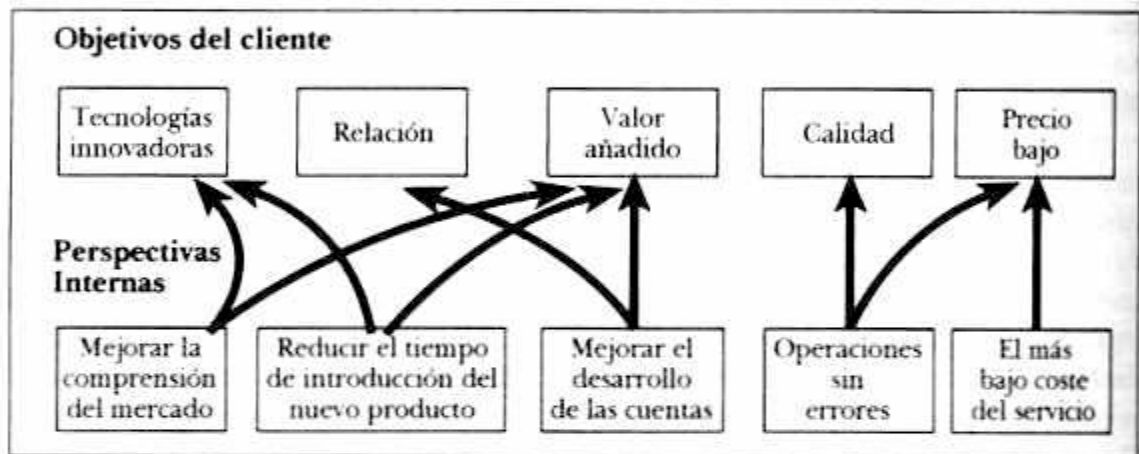 Objetivos del cliente
Tecnologías
innovadoras
Relación
Valor
añadido
Calidad
Precio
bajo
Perspectivas
Internas
Mejorar la
comprensión
del mercado
Reducir el tiempo
de introducción del
nuevo producto
Mejorar el
desarrollo
de las cuentas
Operaciones
sin
errores
El más
bajo coste
del servicio